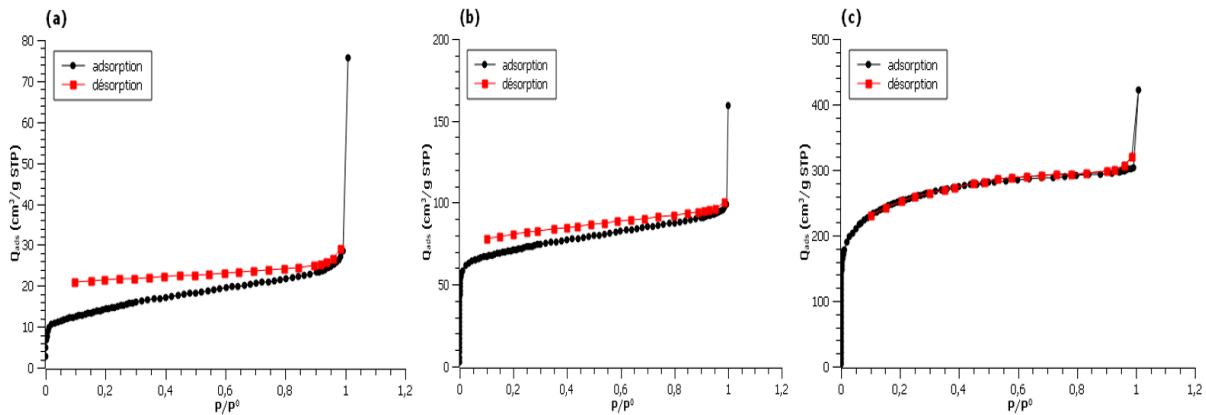 (a)
80
70
60
50
40
30
20
10
0
Qads (cm³/g STP)
adsorption
désorption
0
0,2
0,4
0,6
0,8
1
1,2
p/p⁰
(b)
200
150
100
50
0
Qads (cm³/g STP)
adsorption
désorption
0
0,2
0,4
0,6
0,8
1
1,2
p/p⁰
(c)
500
400
300
200
100
0
Qads (cm³/g STP)
adsorption
désorption
0
0,2
0,4
0,6
0,8
1
1,2
p/p⁰